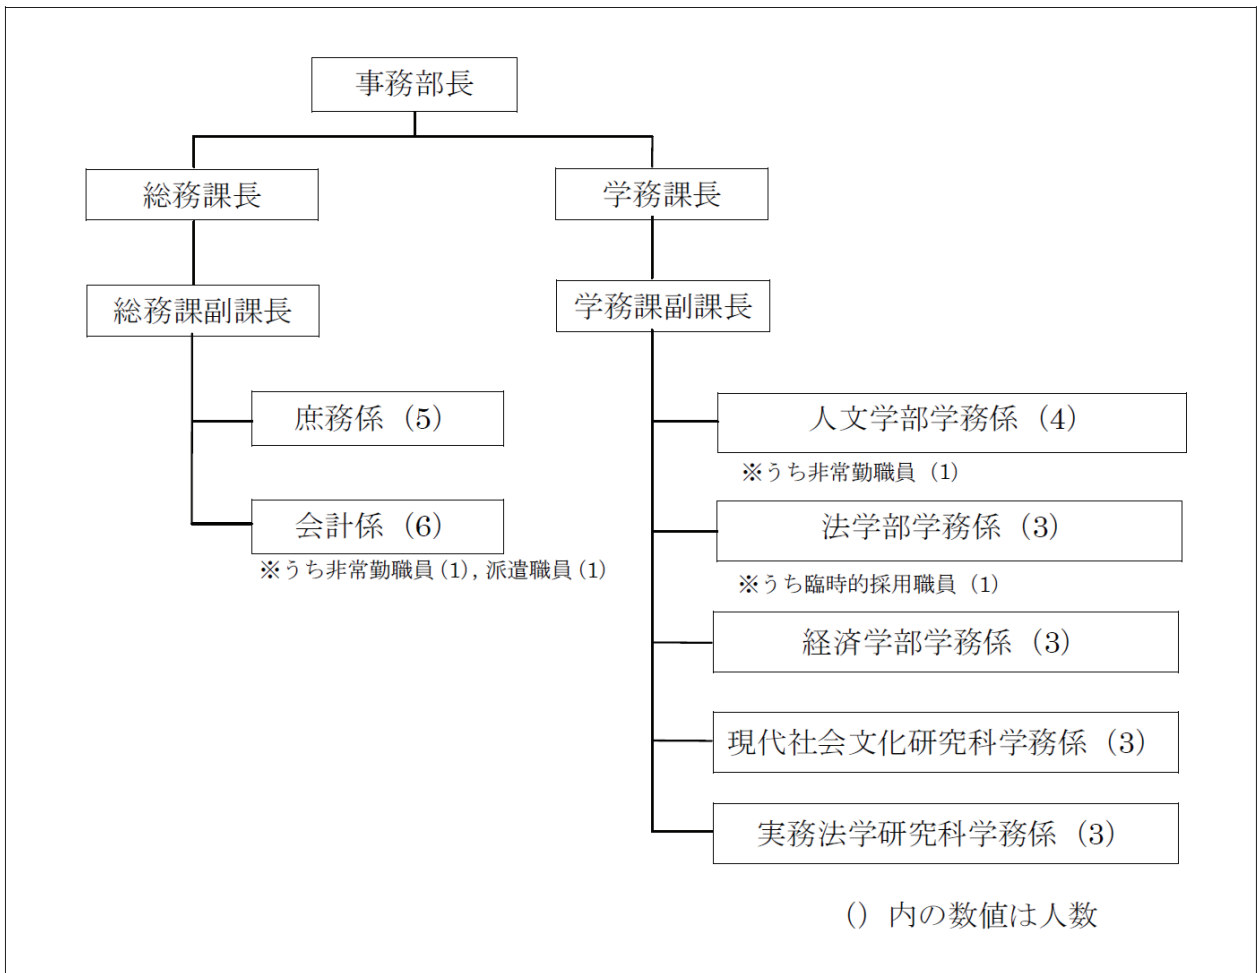 事務部長
総務課長
学務課長
総務課副課長
学務課副課長
庶務係（5）
会計係（6）
※うち非常勤職員（1），派遣職員（1）
人文学部学務係（4）
※うち非常勤職員（1）
法学部学務係（3）
※うち臨時的採用職員（1）
経済学部学務係（3）
現代社会文化研究科学務係（3）
実務法学研究科学務係（3）
（）内の数値は人数